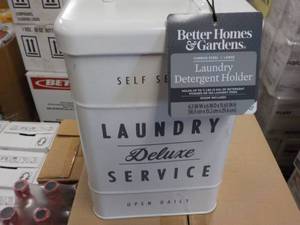 Better Homes
& Gardens.
Laundry
Detergent Holder
SELF SE
LAUNDRY
Deluxe
SERVICE
OPEN DAILY
BET